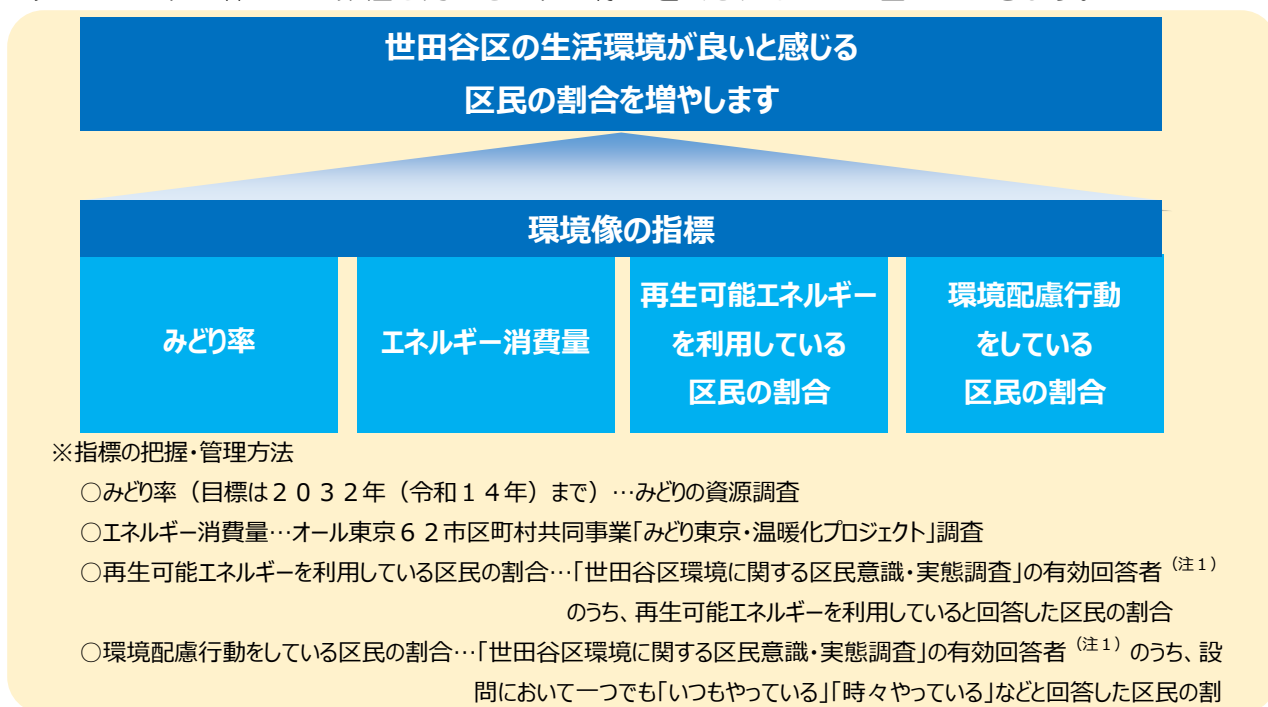 世田谷区の生活環境が良いと感じる
区民の割合を増やします
環境像の指標
みどり率
エネルギー消費量
再生可能エネルギー
を利用している
区民の割合
環境配慮行動
をしている
区民の割合
※指標の把握・管理方法
○みどり率（目標は２０３２年（令和１４年）まで）…みどりの資源調査
○エネルギー消費量…オール東京６２市区町村共同事業「みどり東京・温暖化プロジェクト」調査
○再生可能エネルギーを利用している区民の割合…「世田谷区環境に関する区民意識・実態調査」の有効回答者（注１）
のうち、再生可能エネルギーを利用していると回答した区民の割合
○環境配慮行動をしている区民の割合…「世田谷区環境に関する区民意識・実態調査」の有効回答者（注１）のうち、設
問において一つでも「いつもやっている」「時々やっている」などと回答した区民の割